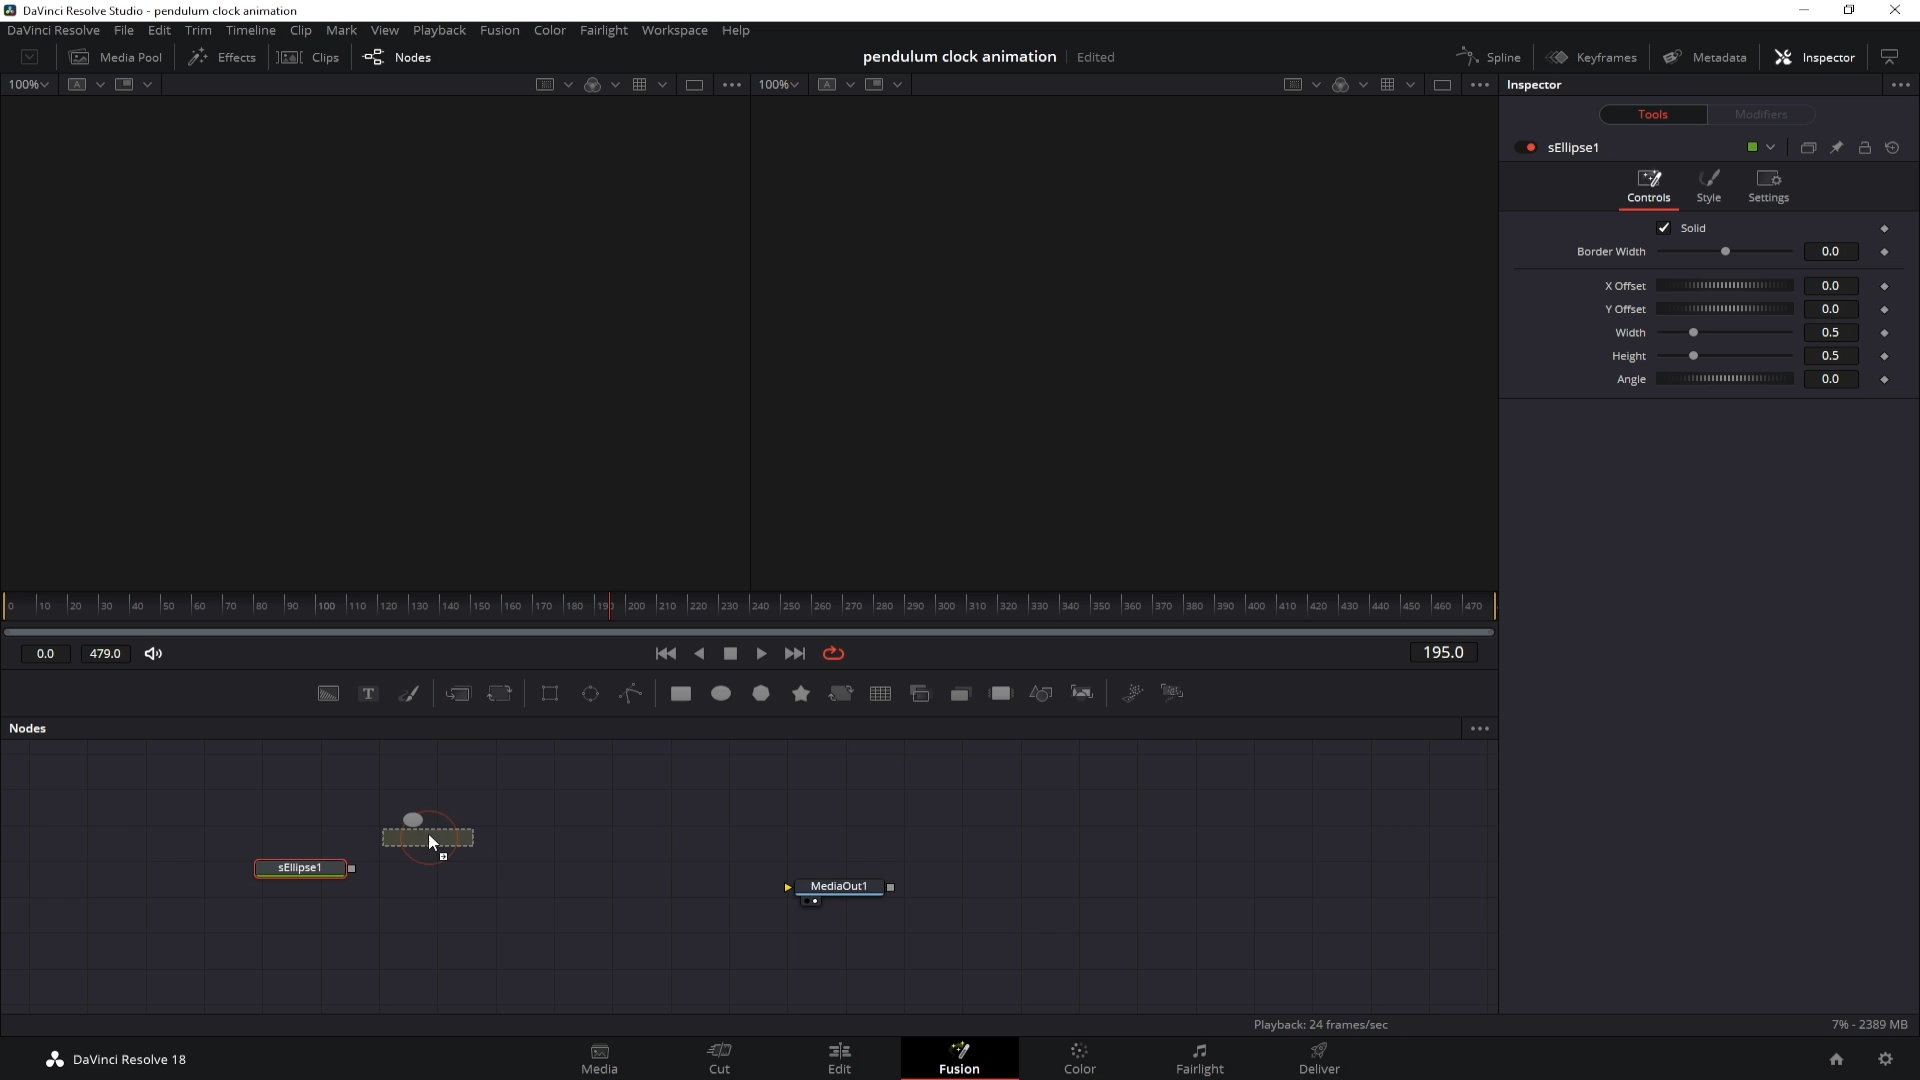 DaVinci Resolve Studio - pendulum clock animation
DaVinci Resolve File Edit Trim Timeline Clip Mark View Playback Fusion Color Fairlight Workspace Help
Media Pool Effects Clips Nodes pendulum clock animation Edited Spline Keyframes Metadata Inspector
100% A 100% A Inspector
Tools Modifiers
sEllipse1
Controls Style Settings
Solid
Border Width 0.0
X Offset 0.0
Y Offset 0.0
Width 0.5
Height 0.5
Angle 0.0
0 10 20 30 40 50 60 70 80 90 100 110 120 130 140 150 160 170 180 190 200 210 220 230 240 250 260 270 280 290 300 310 320 330 340 350 360 370 380 390 400 410 420 430 440 450 460 470
0.0 479.0 195.0
T
Nodes
sEllipse1
MediaOut1
Playback: 24 frames/sec 7% - 2389 MB
DaVinci Resolve 18 Media Cut Edit Fusion Color Fairlight Deliver